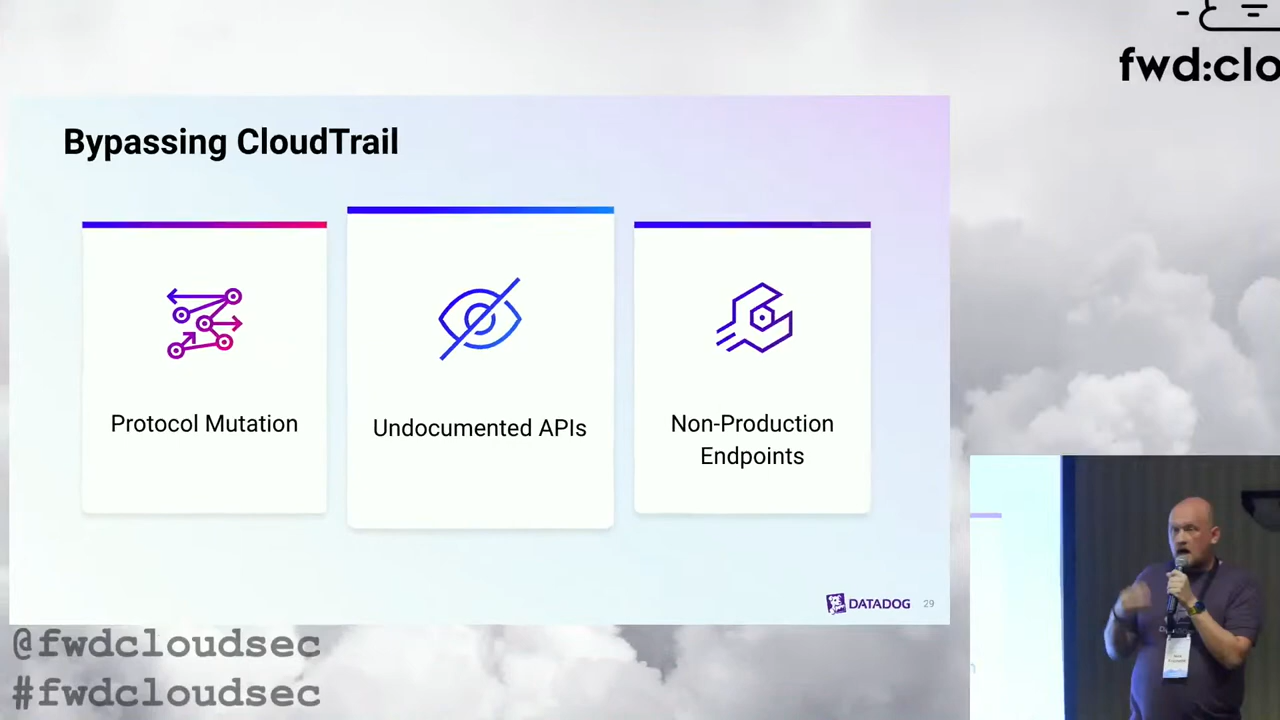 fwd:clo
Bypassing CloudTrail
Protocol Mutation
Undocumented APIs
Non-Production
Endpoints
DATADOG 29
@fwdcloudsec
#fwdcloudsec